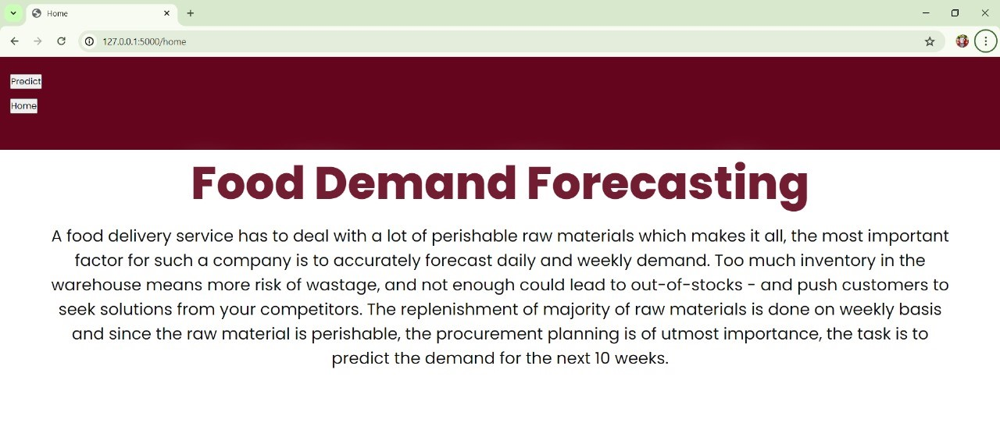 Home
127.0.0.1:5000/home
Predict
Home
Food Demand Forecasting
A food delivery service has to deal with a lot of perishable raw materials which makes it all, the most important
factor for such a company is to accurately forecast daily and weekly demand. Too much inventory in the
warehouse means more risk of wastage, and not enough could lead to out-of-stocks - and push customers to
seek solutions from your competitors. The replenishment of majority of raw materials is done on weekly basis
and since the raw material is perishable, the procurement planning is of utmost importance, the task is to
predict the demand for the next 10 weeks.